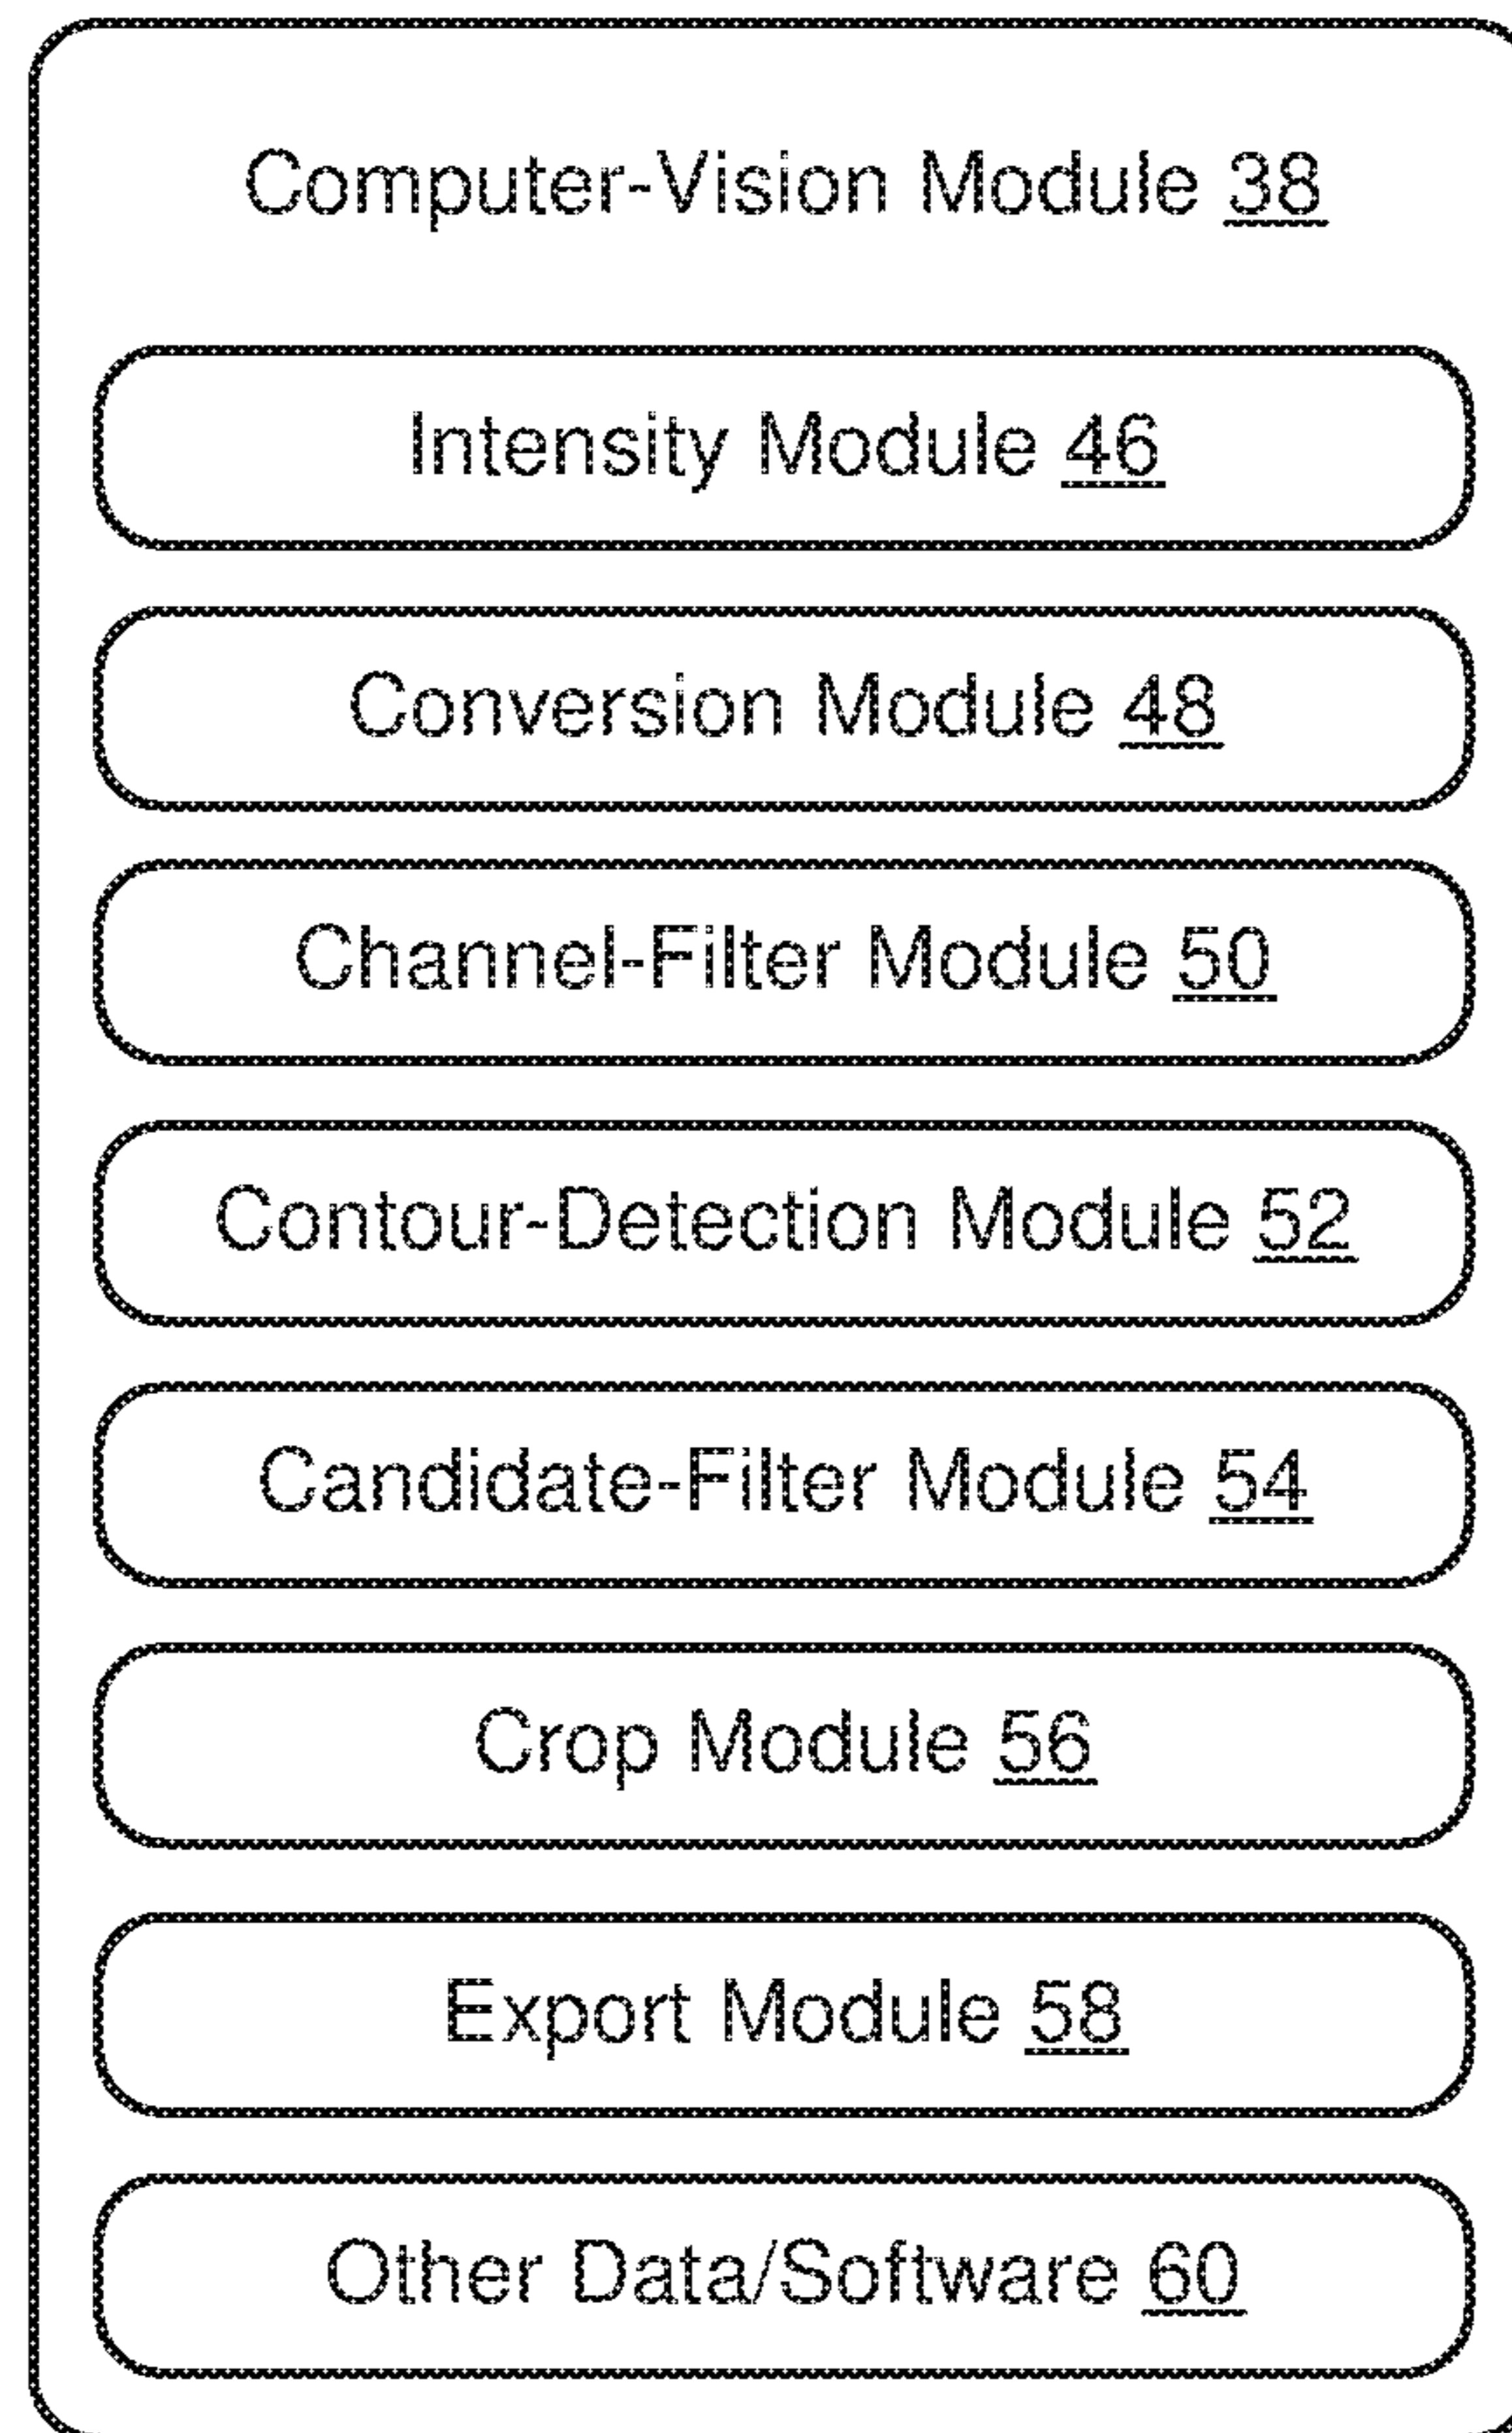 Computer-Vision Module 38
Intensity Module 46
Conversion Module 48
Channel-Filter Module 50
Contour-Detection Module 52
Candidate-Filter Module 54
Crop Module 56
Export Module 58
Other Data/Software 60